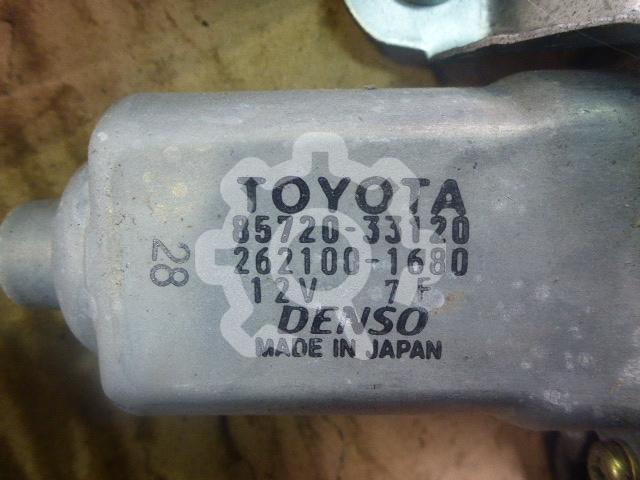 TOYOTA
85720-33120
262100-1680
12V 7F
DENSO
MADE IN JAPAN
28